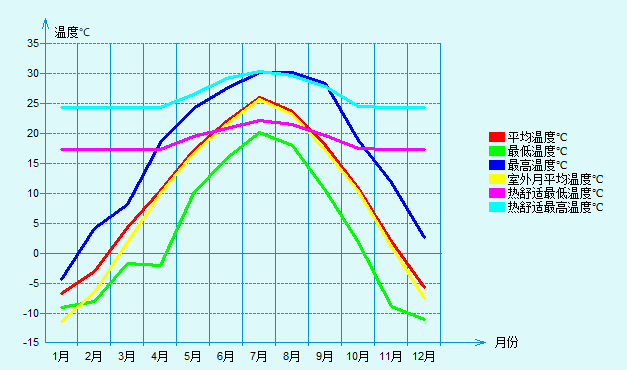 温度℃
35
30
25
20
15
10
5
0
-5
-10
-15
1月 2月 3月 4月 5月 6月 7月 8月 9月 10月 11月 12月
月份
平均温度℃
最低温度℃
最高温度℃
室外月平均温度℃
热舒适最低温度℃
热舒适最高温度℃